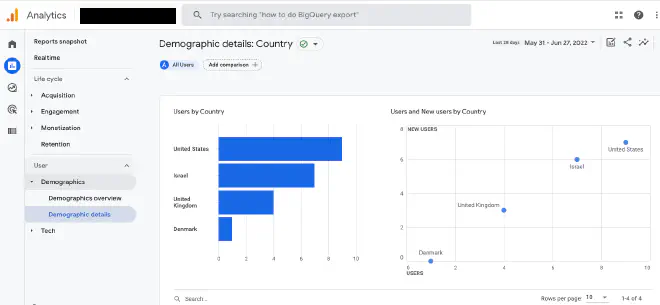 Analytics
Try searching "how to do BigQuery export"
Reports snapshot
Realtime
Life cycle
Acquisition
Engagement
Monetization
Retention
User
Demographics
Demographics overview
Demographic details
Tech
Demographic details: Country
Last 28 days May 31 - Jun 27, 2022
A All Users
Add comparison +
Users by Country
United States
Israel
United
Kingdom
Denmark
0 2 4 6 8 10
Users and New users by Country
8 NEW USERS
6
4
2
0
United States
Israel
United Kingdom
Denmark
0 2 4 6 8 10
USERS
Search...
Rows per page: 10 1-4 of 4